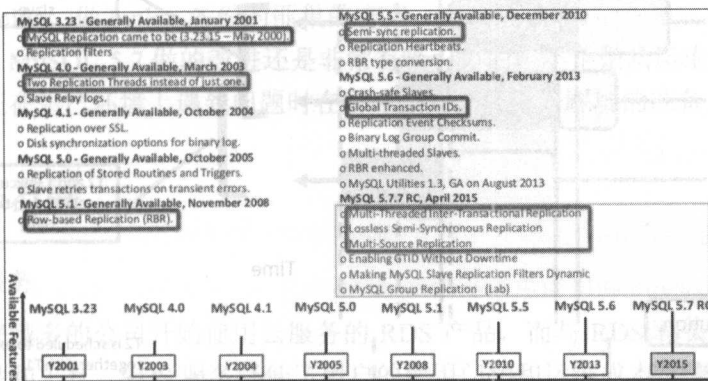 MySQL 3.23 - Generally Available, January 2001
o MySQL Replication came to be (3.23.15 – May 2000).
o Replication filters
MySQL 4.0 - Generally Available, March 2003
o Two Replication Threads instead of just one.
o Slave Relay logs.
MySQL 4.1 - Generally Available, October 2004
o Replication over SSL.
o Disk synchronization options for binary log.
MySQL 5.0 - Generally Available, October 2005
o Replication of Stored Routines and Triggers.
o Slave retries transactions on transient errors.
MySQL 5.1 - Generally Available, November 2008
o Row-based Replication (RBR).
MySQL 5.5 - Generally Available, December 2010
o Semi-sync replication.
o Replication Heartbeats.
o RBR type conversion.
MySQL 5.6 - Generally Available, February 2013
o Crash-safe Slaves.
o Global Transaction IDs.
o Replication Event Checksums.
o Binary Log Group Commit.
o Multi-threaded Slaves.
o RBR enhanced.
o MySQL Utilities 1.3, GA on August 2013
MySQL 5.7.7 RC, April 2015
o Multi-Threaded Inter-Transactional Replication
o Lossless Semi-Synchronous Replication
o Multi-Source Replication
o Enabling GTID Without Downtime
o Making MySQL Slave Replication Filters Dynamic
o MySQL Group Replication (Lab)
Available Features
Time
MySQL 3.23 MySQL 4.0 MySQL 4.1 MySQL 5.0 MySQL 5.1 MySQL 5.5 MySQL 5.6 MySQL 5.7 RC
Y2001 Y2003 Y2004 Y2005 Y2008 Y2010 Y2013 Y2015